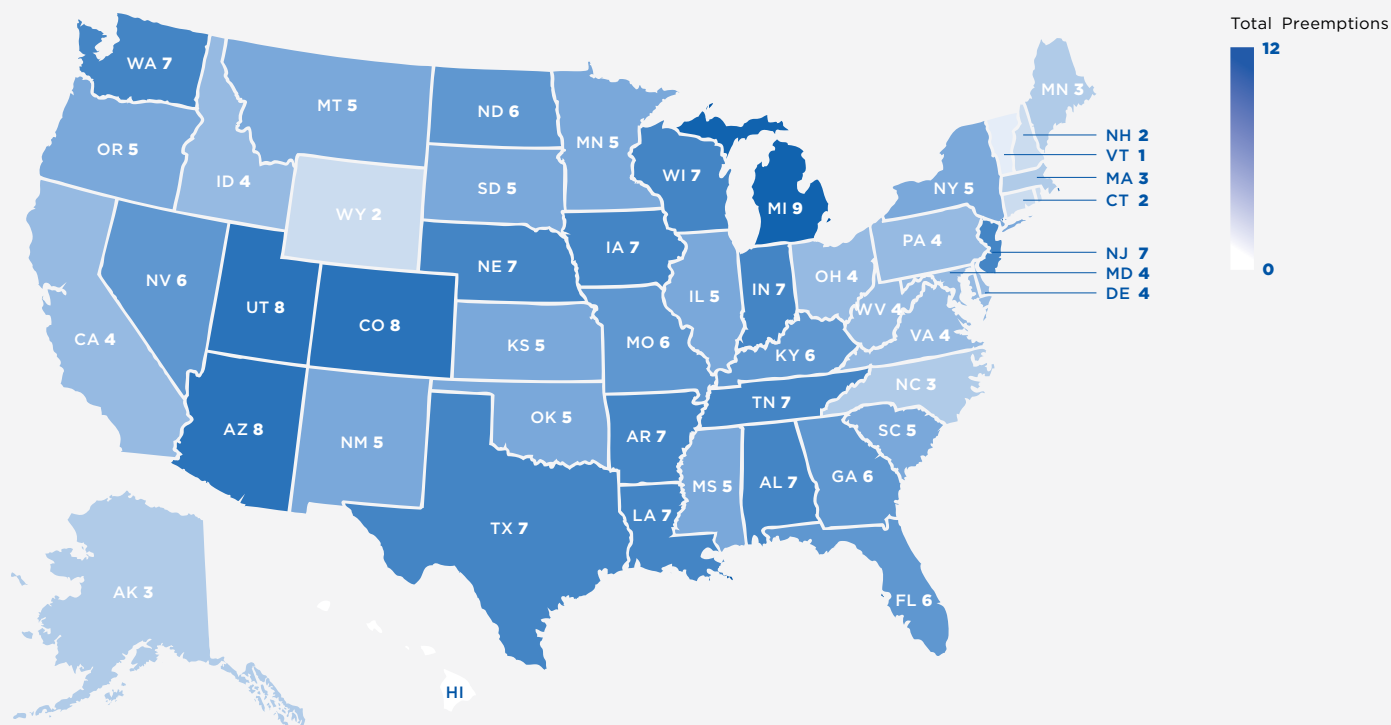 Total Preemptions
12
0
WA 7
MT 5
ND 6
MN 3
OR 5
ID 4
MN 5
NH 2
VT 1
WI 7
MA 3
SD 5
NY 5
CT 2
WY 2
MI 9
PA 4
IA 7
NJ 7
NE 7
MD 4
NV 6
OH 4
IN 7
DE 4
IL 5
UT 8
WV 4
CO 8
VA 4
CA 4
KS 5
MO 6
KY 6
NC 3
TN 7
OK 5
AZ 8
NM 5
AR 7
SC 5
GA 6
AL 7
MS 5
LA 7
TX 7
AK 3
FL 6
HI